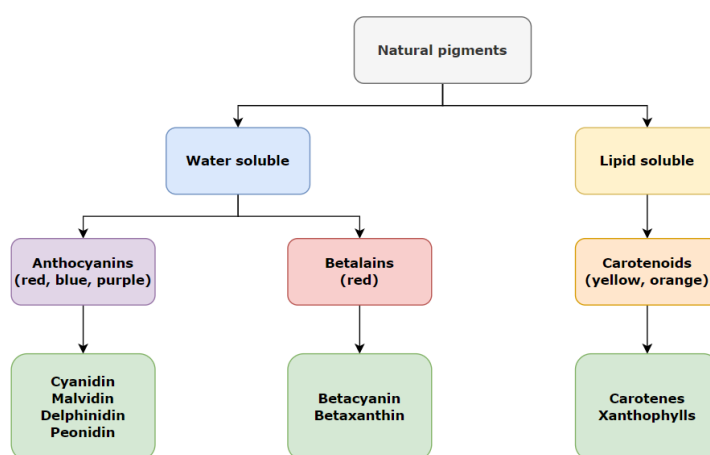 Natural pigments
Water soluble
Lipid soluble
Anthocyanins
(red, blue, purple)
Betalains
(red)
Carotenoids
(yellow, orange)
Cyanidin
Malvidin
Delphinidin
Peonidin
Betacyanin
Betaxanthin
Carotenes
Xanthophylls